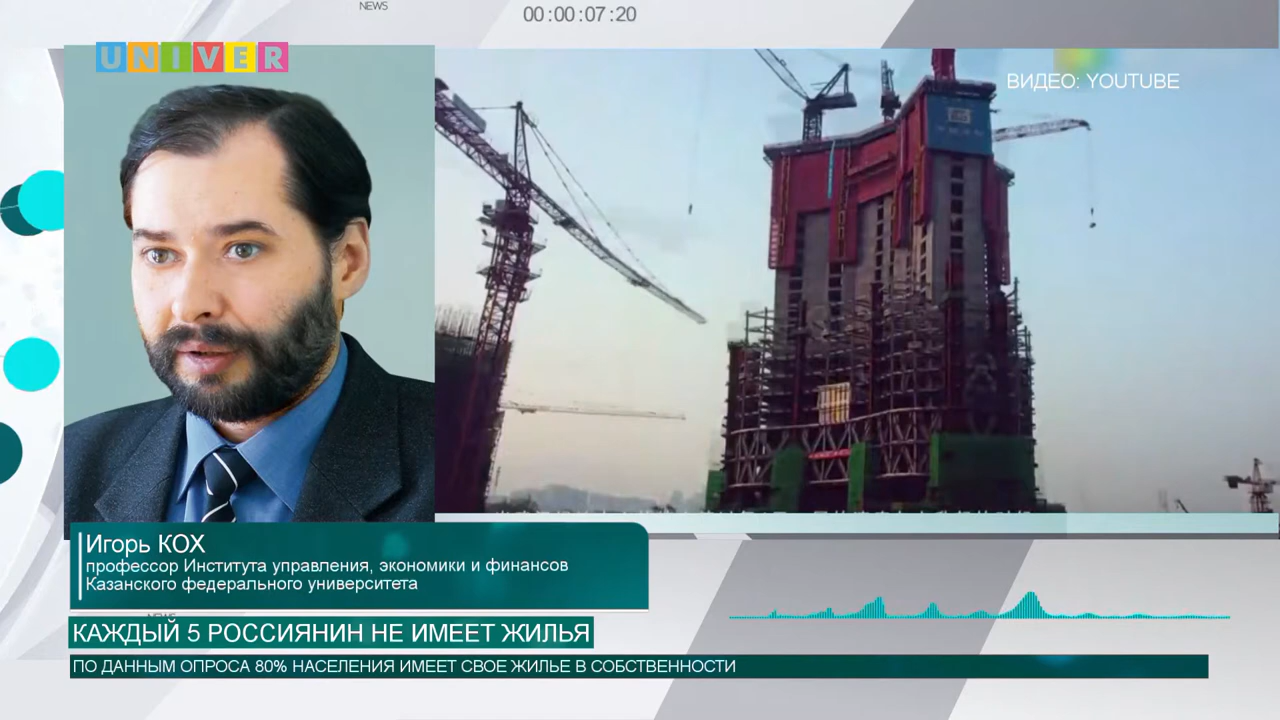 NEWS
00:00:07:20
UNIVER
ВИДЕО: YOUTUBE
Игорь КОХ
профессор Института управления, экономики и финансов
Казанского федерального университета
КАЖДЫЙ 5 РОССИЯНИН НЕ ИМЕЕТ ЖИЛЬЯ
ПО ДАННЫМ ОПРОСА 80% НАСЕЛЕНИЯ ИМЕЕТ СВОЕ ЖИЛЬЕ В СОБСТВЕННОСТИ